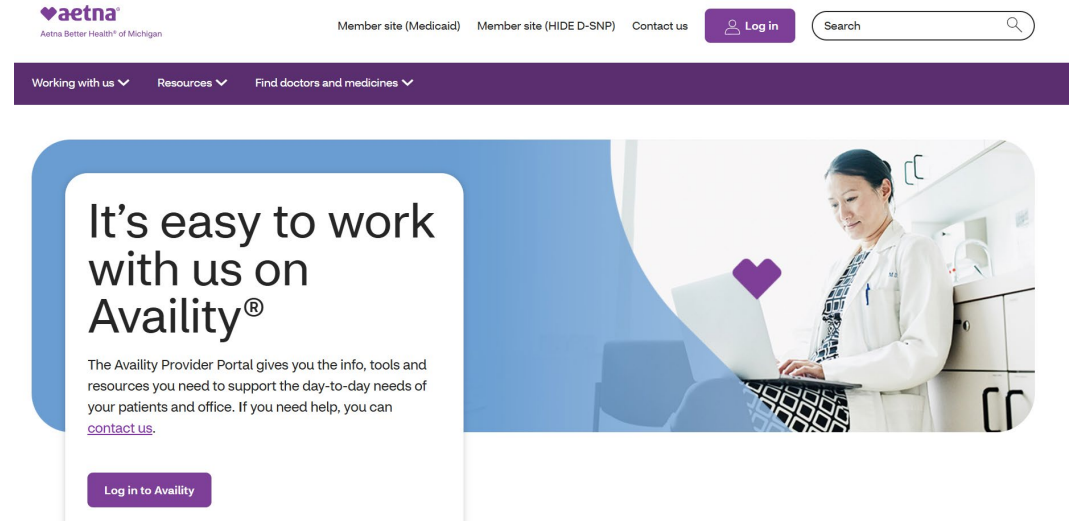 aetna®
Aetna Better Health® of Michigan
Member site (Medicaid) Member site (HIDE D-SNP) Contact us Log in Search
Working with us Resources Find doctors and medicines
It's easy to work
with us on
Availity®
The Availity Provider Portal gives you the info, tools and
resources you need to support the day-to-day needs of
your patients and office. If you need help, you can
contact us.
Log in to Availity